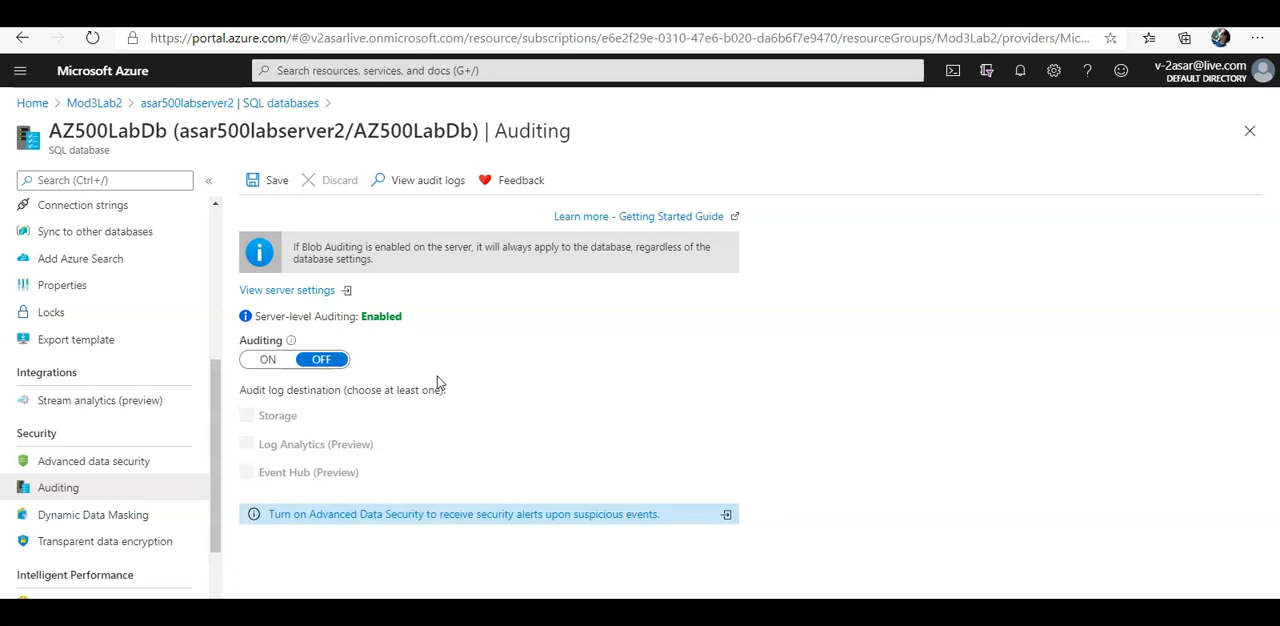 https://portal.azure.com/#@v2asarlive.onmicrosoft.com/resource/subscriptions/e6e2f29e-0310-47e6-b020-da6b6f7e9470/resourceGroups/Mod3Lab2/providers/Mic...
Microsoft Azure
Search resources, services, and docs (G+/)
v-2asar@live.com
DEFAULT DIRECTORY
Home > Mod3Lab2 > asar500labserver2 | SQL databases >
AZ500LabDb (asar500labserver2/AZ500LabDb) | Auditing
SQL database
Search (Ctrl+/)
Save
Discard
View audit logs
Feedback
Connection strings
Sync to other databases
Add Azure Search
Properties
Locks
Export template
Integrations
Stream analytics (preview)
Security
Advanced data security
Auditing
Dynamic Data Masking
Transparent data encryption
Intelligent Performance
Learn more - Getting Started Guide
If Blob Auditing is enabled on the server, it will always apply to the database, regardless of the
database settings.
View server settings
Server-level Auditing: Enabled
Auditing
ON OFF
Audit log destination (choose at least one):
Storage
Log Analytics (Preview)
Event Hub (Preview)
Turn on Advanced Data Security to receive security alerts upon suspicious events.